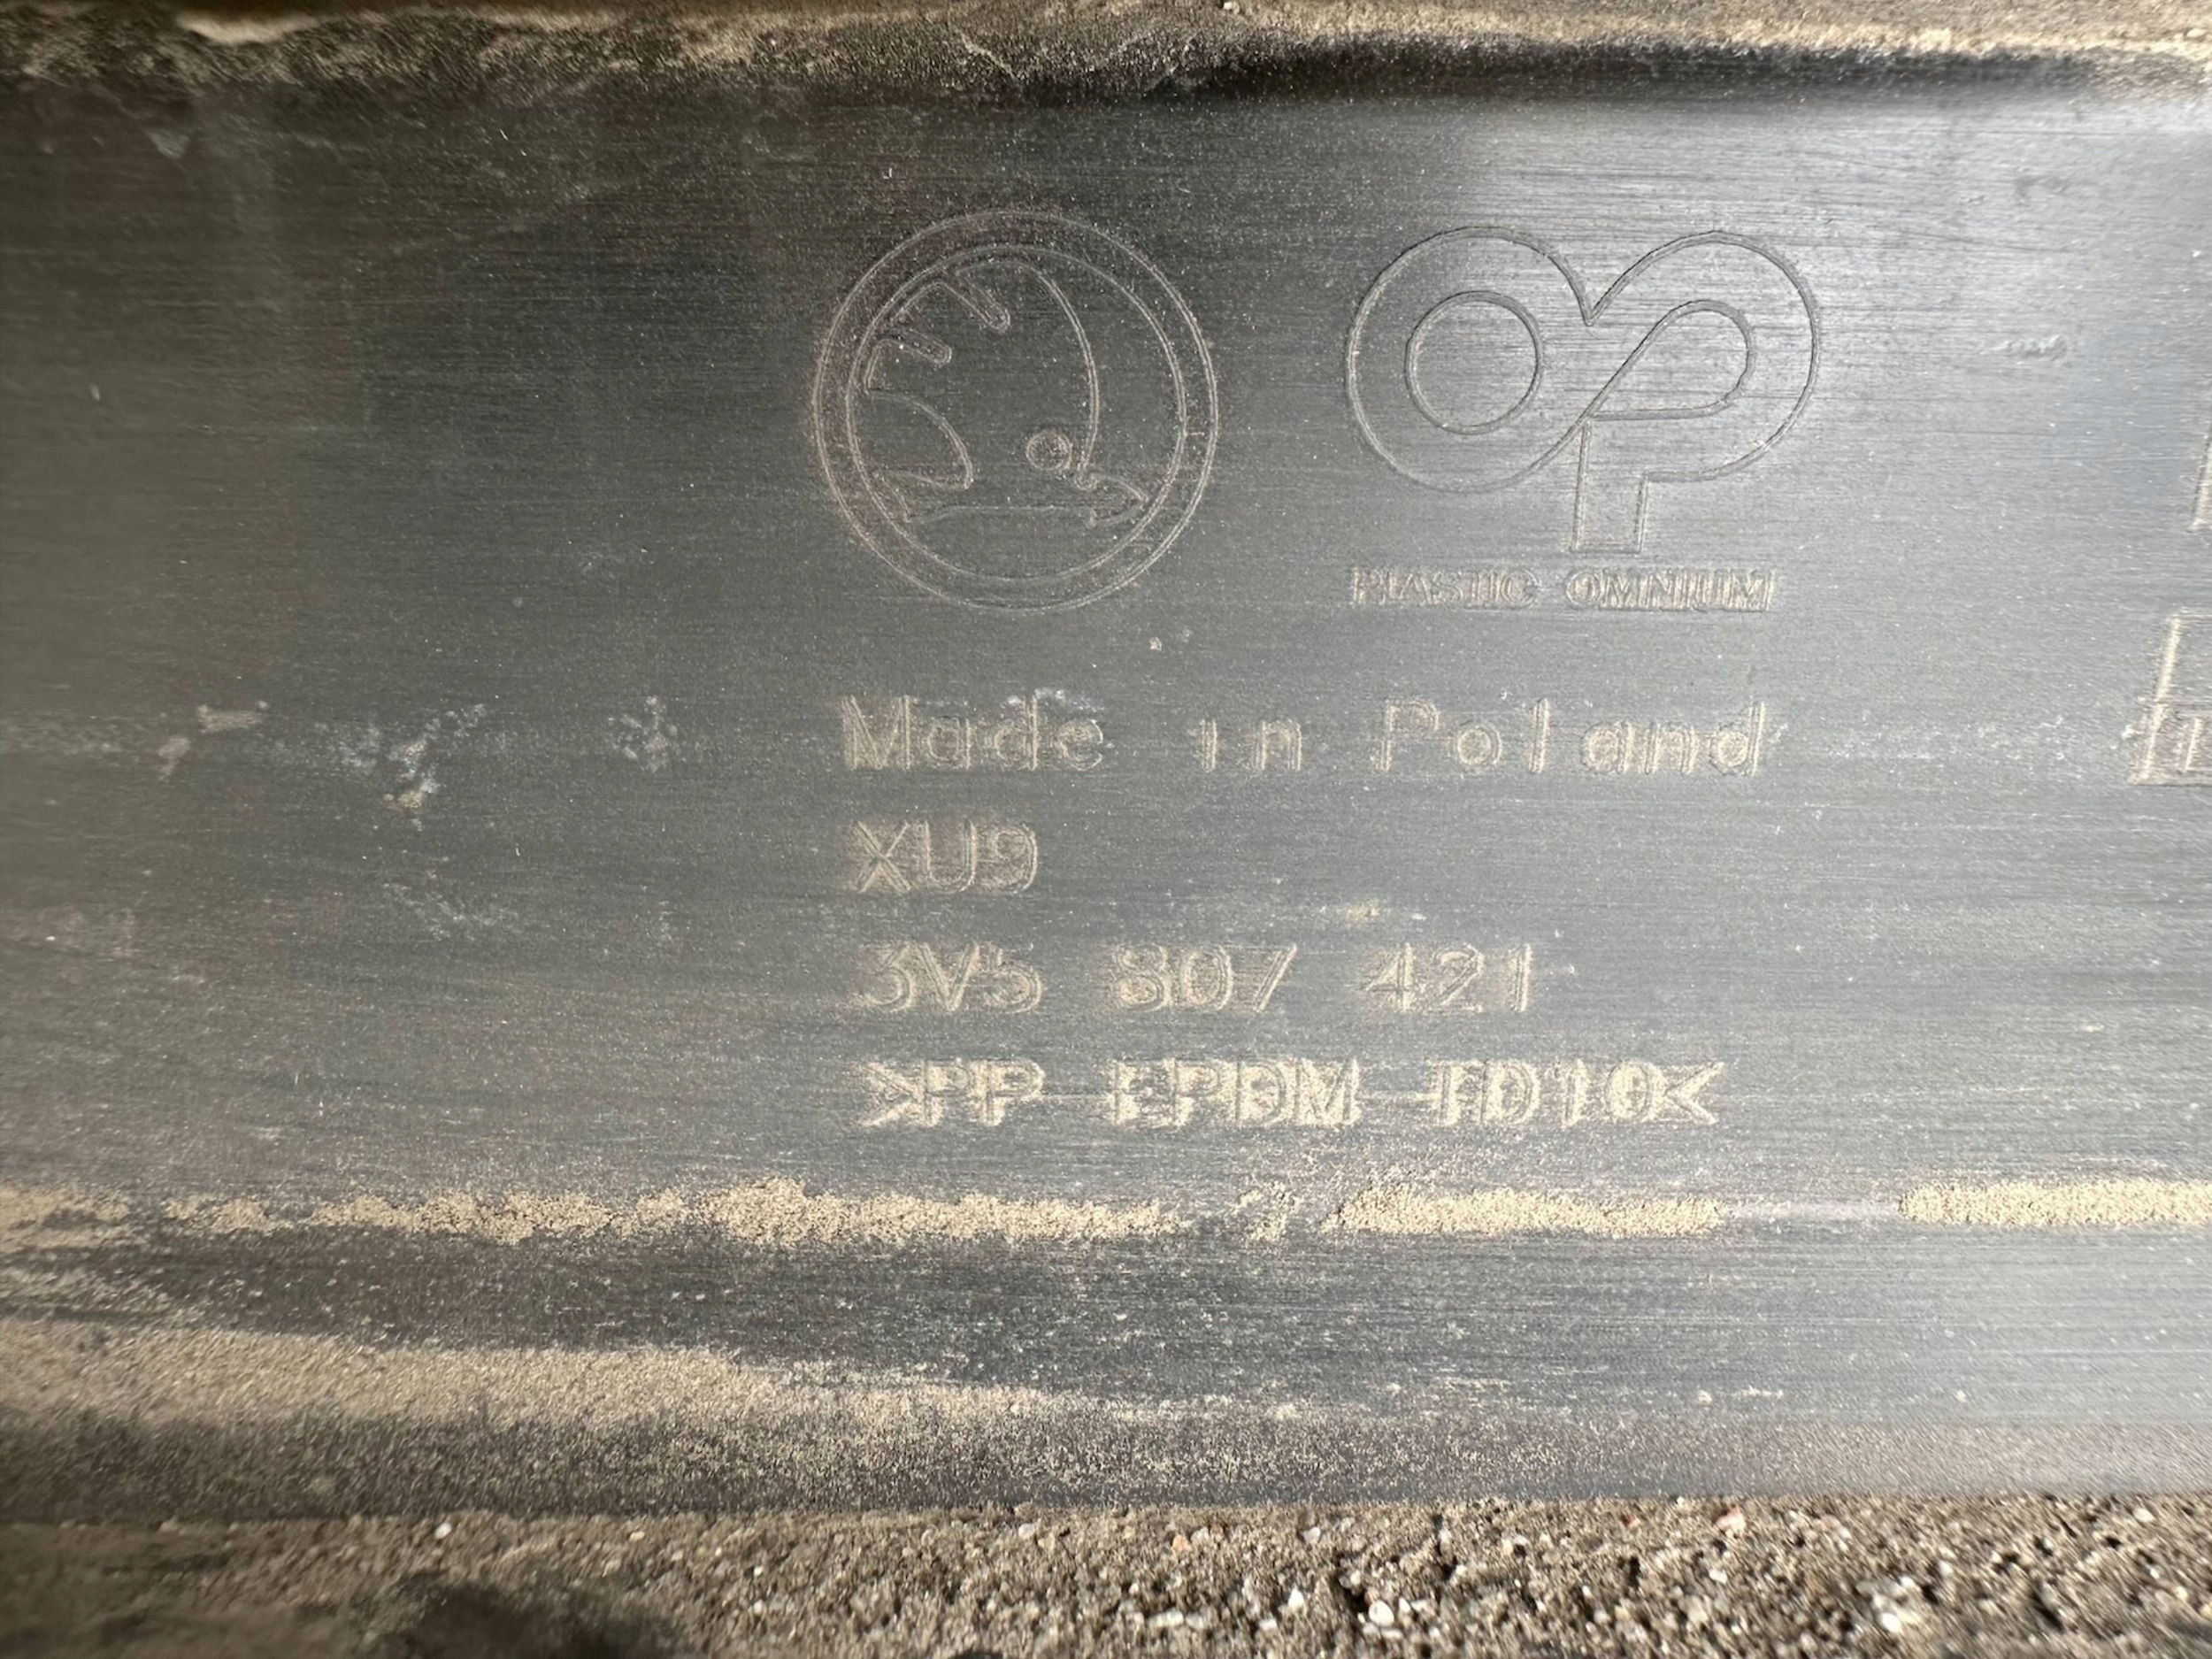 PLASTIC OMNIUM
Made in Poland
XU9
3V5 807 421
>PP EPDM TD10<